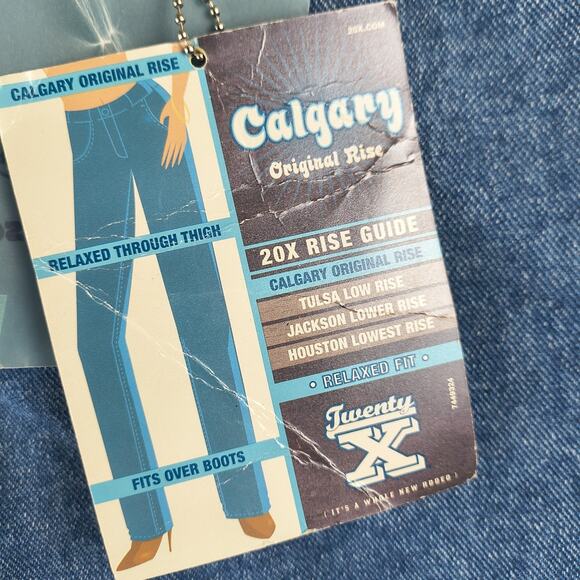 20X.COM
CALGARY ORIGINAL RISE
Calgary
Original Rise
RELAXED THROUGH THIGH
20X RISE GUIDE
CALGARY ORIGINAL RISE
TULSA LOW RISE
JACKSON LOWER RISE
HOUSTON LOWEST RISE
• RELAXED FIT •
Twenty
X
( IT'S A WHOLE NEW RODEO )
7449324
FITS OVER BOOTS